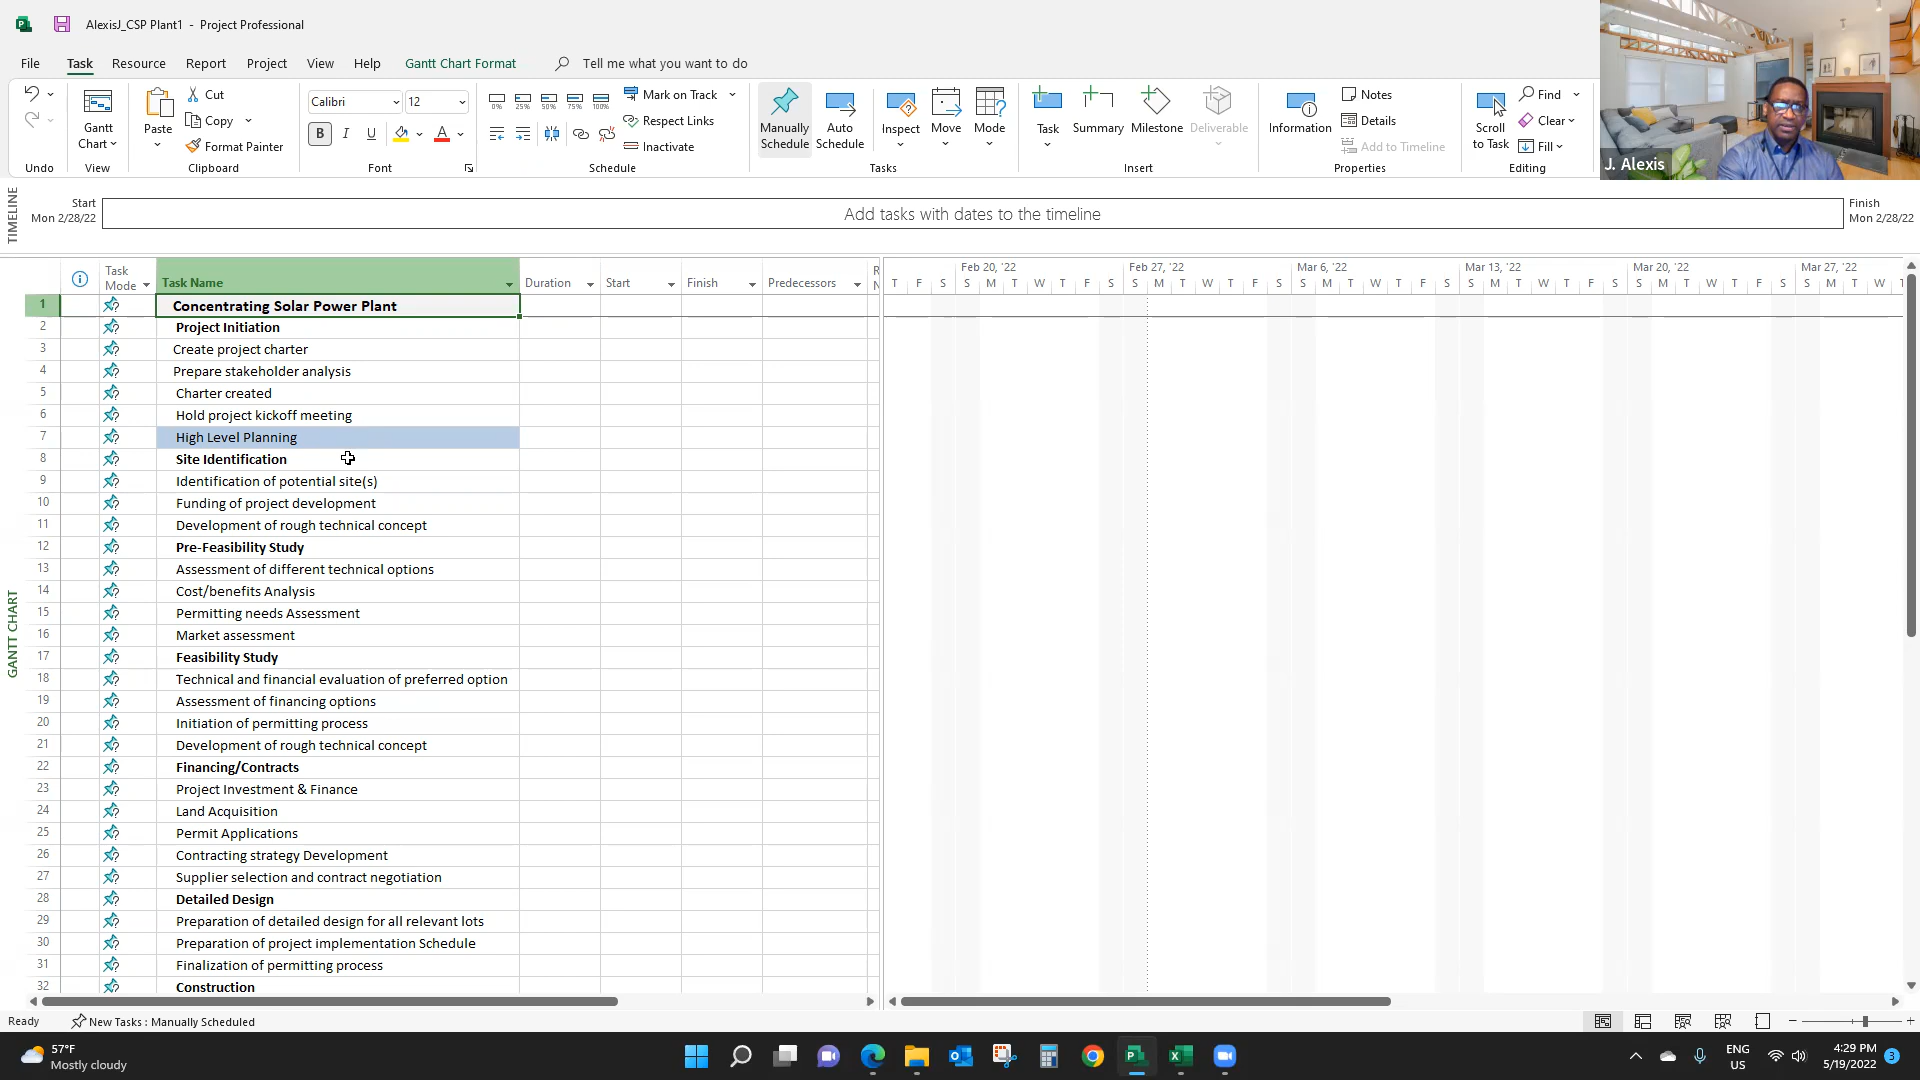 AlexisJ_CSP Plant1 - Project Professional
File Task Resource Report Project View Help Gantt Chart Format Tell me what you want to do
Undo
Gantt Chart
View
Paste
Cut
Copy
Format Painter
Clipboard
Calibri 12
B I U A
Font
0% 25% 50% 75% 100%
Mark on Track
Respect Links
Inactivate
Schedule
Manually Schedule
Auto Schedule
Inspect
Move
Mode
Tasks
Task
Summary
Milestone
Deliverable
Insert
Information
Notes
Details
Add to Timeline
Properties
Scroll to Task
Find
Clear
Fill
Editing
J. Alexis
TIMELINE
Start
Mon 2/28/22
Add tasks with dates to the timeline
Finish
Mon 2/28/22
GANTT CHART
Task Mode Task Name Duration Start Finish Predecessors R N
Feb 20, '22 Feb 27, '22 Mar 6, '22 Mar 13, '22 Mar 20, '22 Mar 27, '22
T F S S M T W T F S S M T W T F S S M T W T F S S M T W T F S S M T W T F S S M T W T
1 Concentrating Solar Power Plant
2 Project Initiation
3 Create project charter
4 Prepare stakeholder analysis
5 Charter created
6 Hold project kickoff meeting
7 High Level Planning
8 Site Identification
9 Identification of potential site(s)
10 Funding of project development
11 Development of rough technical concept
12 Pre-Feasibility Study
13 Assessment of different technical options
14 Cost/benefits Analysis
15 Permitting needs Assessment
16 Market assessment
17 Feasibility Study
18 Technical and financial evaluation of preferred option
19 Assessment of financing options
20 Initiation of permitting process
21 Development of rough technical concept
22 Financing/Contracts
23 Project Investment & Finance
24 Land Acquisition
25 Permit Applications
26 Contracting strategy Development
27 Supplier selection and contract negotiation
28 Detailed Design
29 Preparation of detailed design for all relevant lots
30 Preparation of project implementation Schedule
31 Finalization of permitting process
32 Construction
Ready New Tasks : Manually Scheduled
57°F
Mostly cloudy
ENG
US
4:29 PM
5/19/2022
3